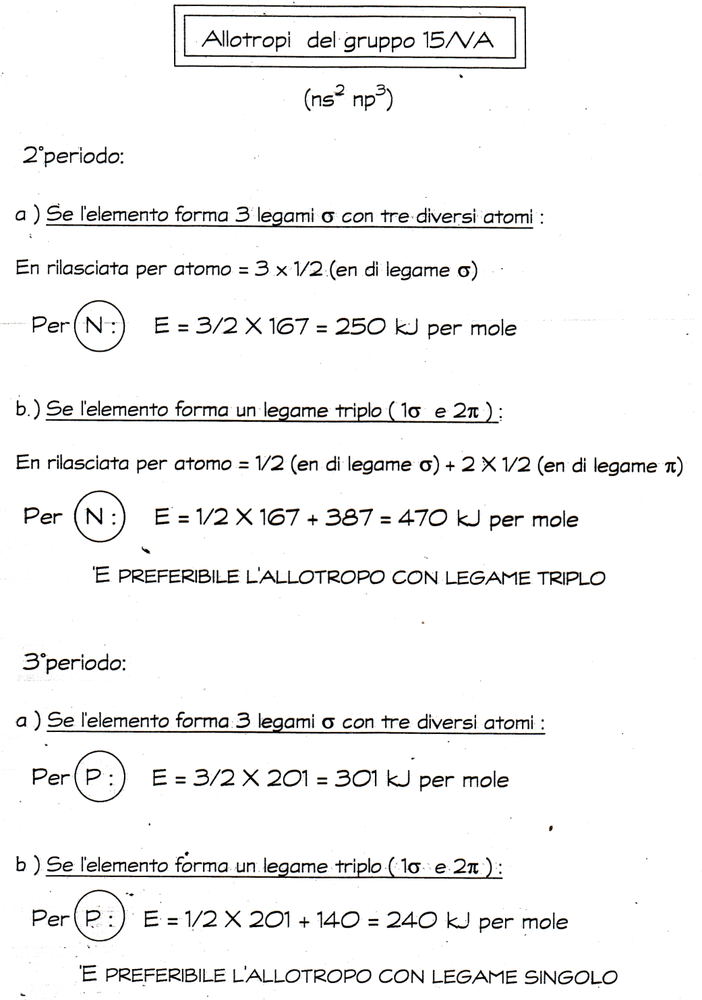 Allotropi del gruppo 15/VA
(ns² np³)
2°periodo:
a ) Se l'elemento forma 3 legami σ con tre diversi atomi :
En rilasciata per atomo = 3 x 1/2 (en di legame σ)
Per N : E = 3/2 X 167 = 250 kJ per mole
b.) Se l'elemento forma un legame triplo ( 1σ e 2π ) :
En rilasciata per atomo = 1/2 (en di legame σ) + 2 X 1/2 (en di legame π)
Per N : E = 1/2 X 167 + 387 = 470 kJ per mole
'E PREFERIBILE L'ALLOTROPO CON LEGAME TRIPLO
3°periodo:
a ) Se l'elemento forma 3 legami σ con tre diversi atomi :
Per P : E = 3/2 X 201 = 301 kJ per mole
b ) Se l'elemento forma un legame triplo ( 1σ e 2π ) :
Per P : E = 1/2 X 201 + 140 = 240 kJ per mole
'E PREFERIBILE L'ALLOTROPO CON LEGAME SINGOLO